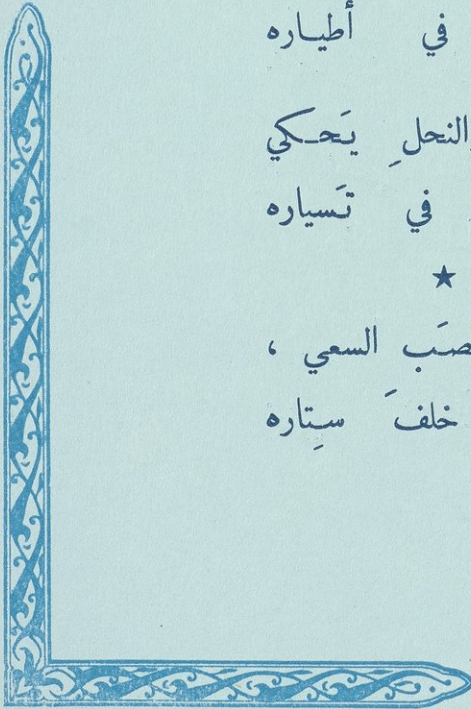 في أطياره
النحلِ يَحكي
في تَسياره
★
صَب السعي ،
خلفَ سِتاره